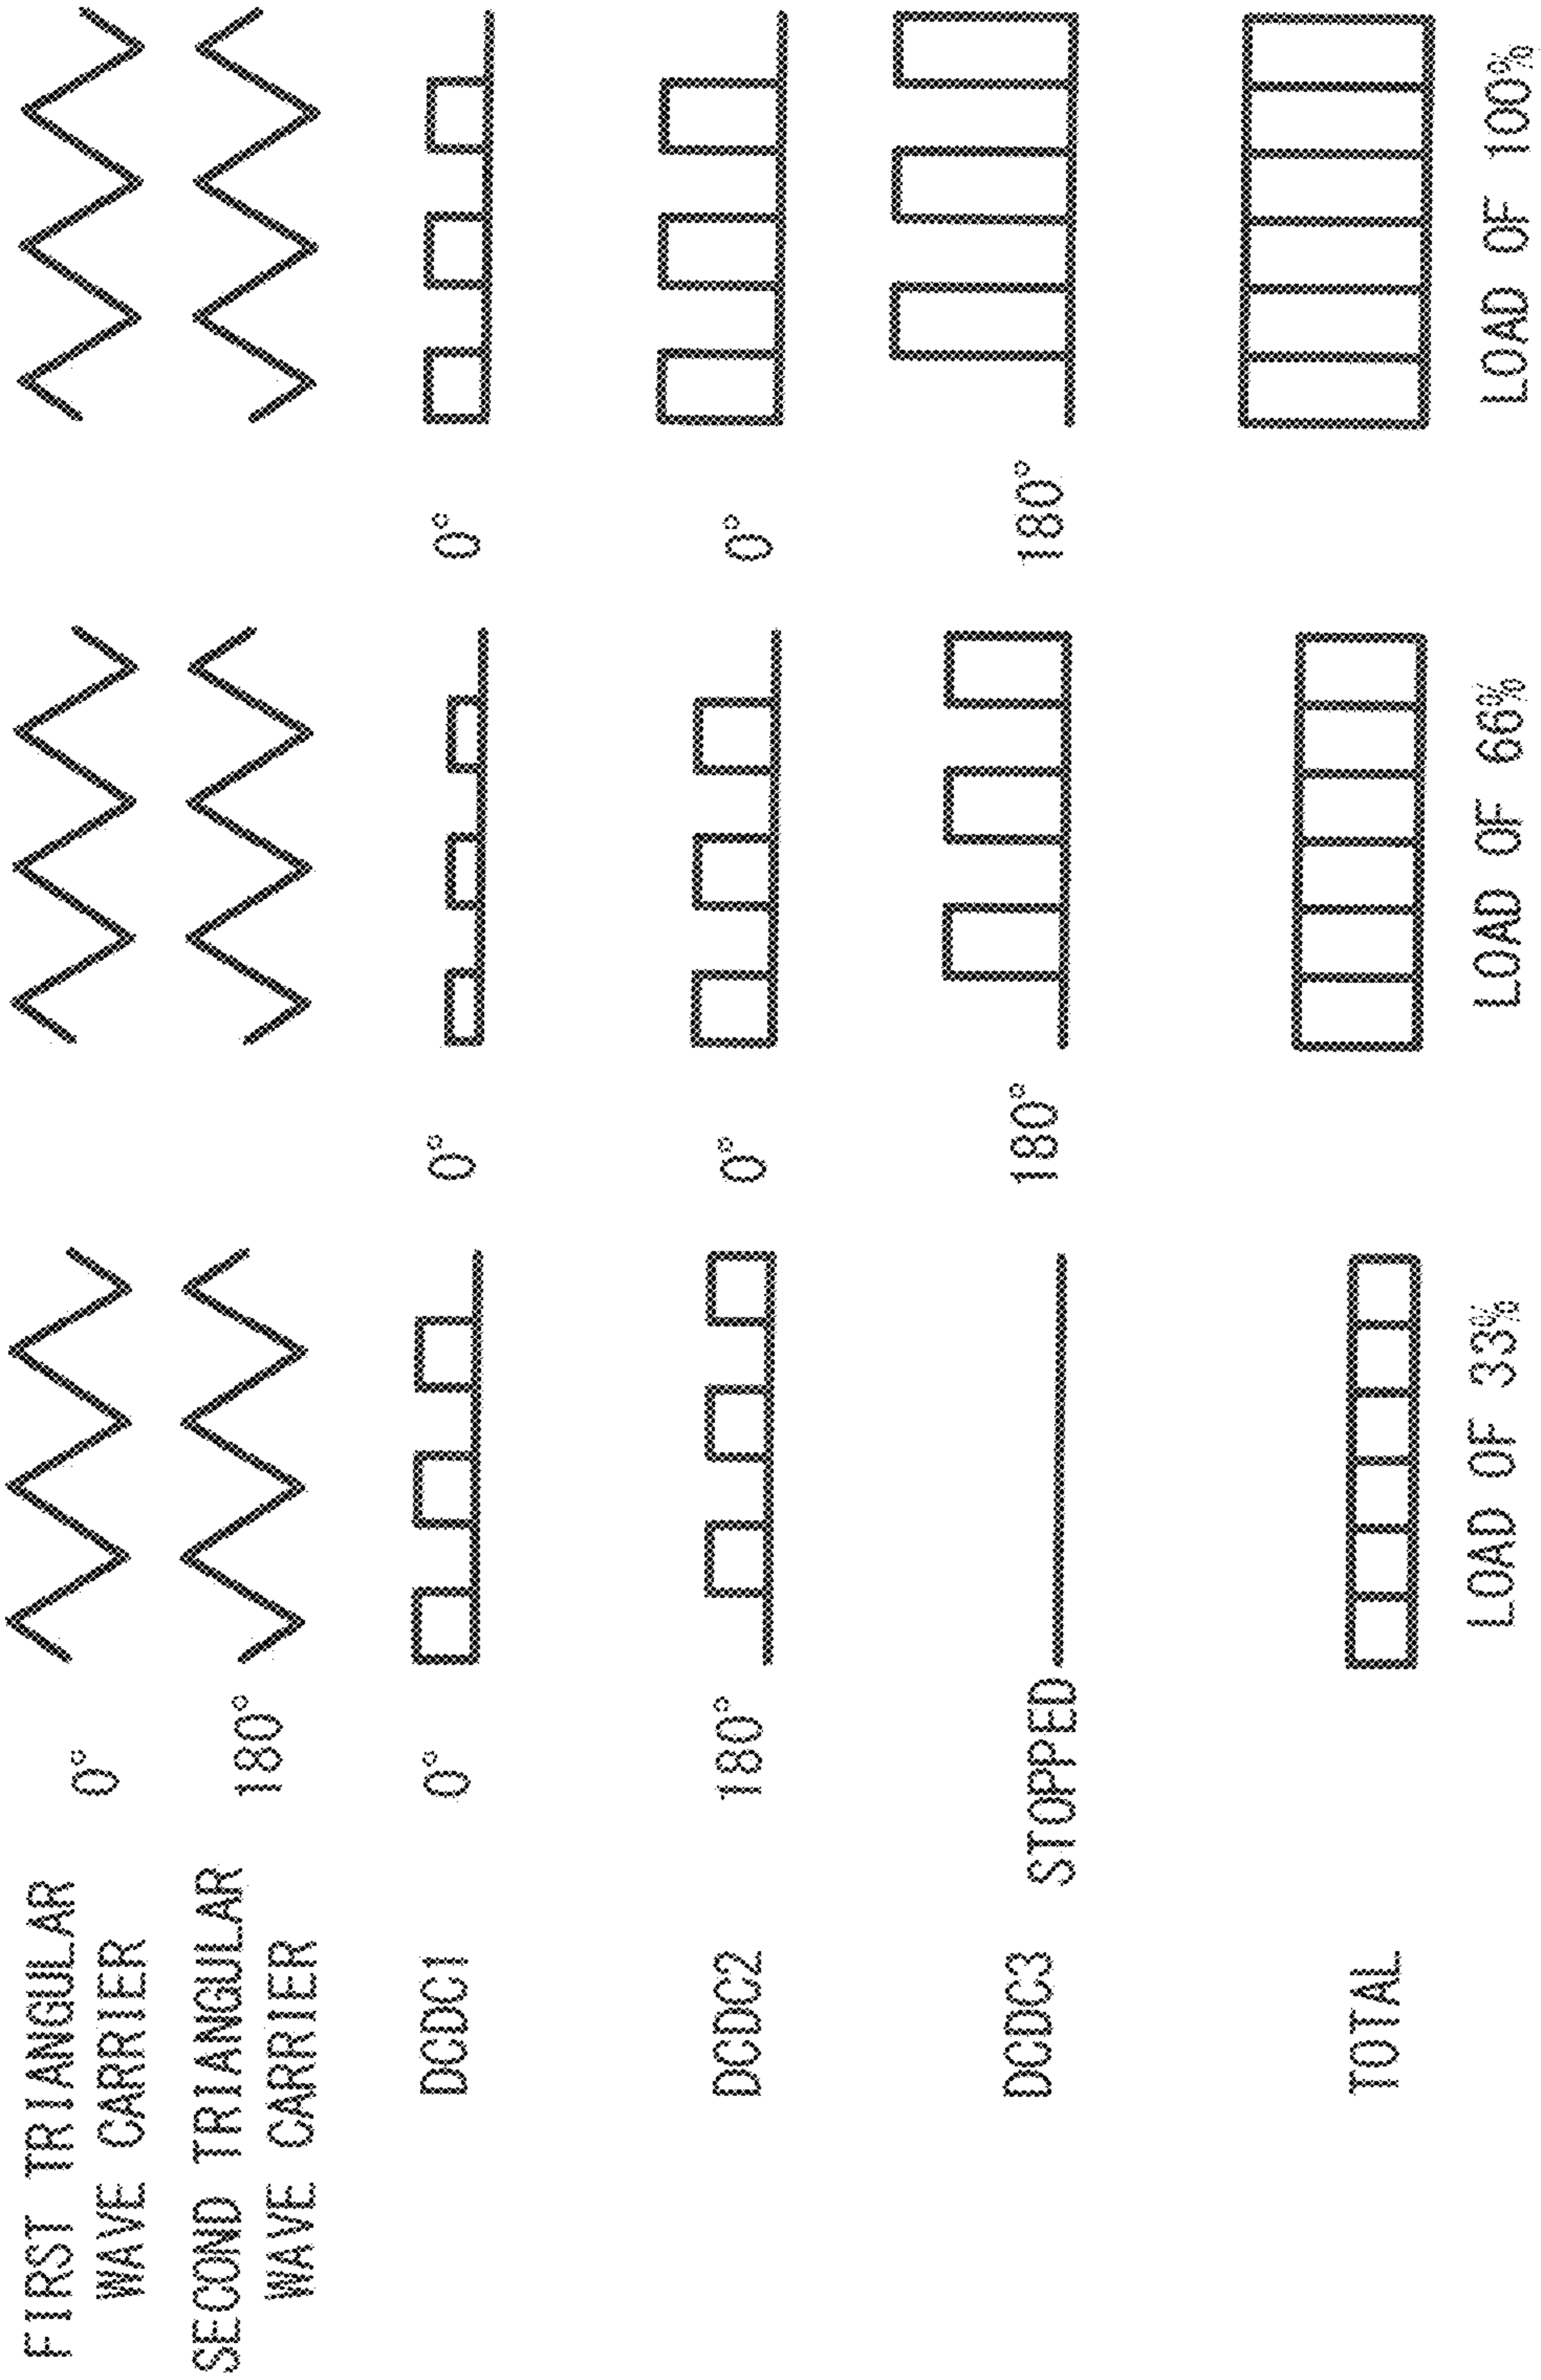 FIRST TRIANGULAR
WAVE CARRIER
0°
SECOND TRIANGULAR
WAVE CARRIER
180°
DCDC1
0°
0°
0°
DCDC2
180°
0°
0°
DCDC3
STOPPED
180°
180°
TOTAL
LOAD OF 33%
LOAD OF 66%
LOAD OF 100%